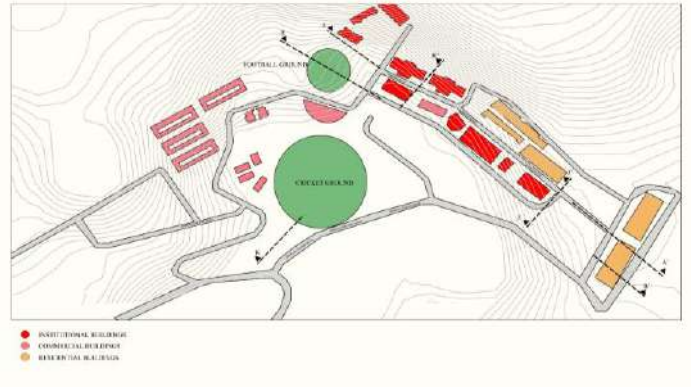 FOOTBALL GROUND
CRICKET GROUND
INSTITUTIONAL BUILDINGS
COMMERCIAL BUILDINGS
RESIDENTIAL BUILDINGS